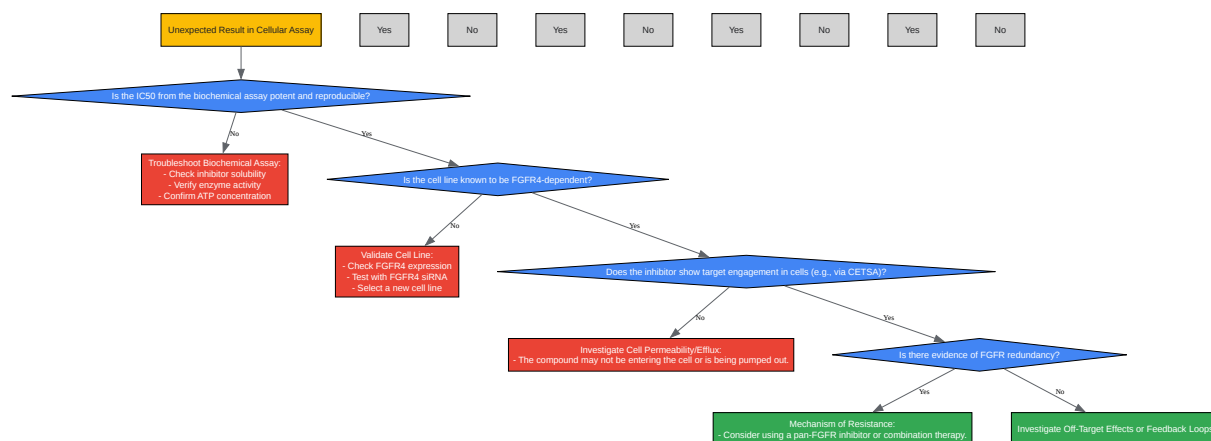 Unexpected Result in Cellular Assay
Yes
No
Yes
No
Yes
No
Yes
No
Is the IC50 from the biochemical assay potent and reproducible?
No
Yes
Troubleshoot Biochemical Assay:
- Check inhibitor solubility
- Verify enzyme activity
- Confirm ATP concentration
Is the cell line known to be FGFR4-dependent?
No
Yes
Validate Cell Line:
- Check FGFR4 expression
- Test with FGFR4 siRNA
- Select a new cell line
Does the inhibitor show target engagement in cells (e.g., via CETSA)?
No
Yes
Investigate Cell Permeability/Efflux:
- The compound may not be entering the cell or is being pumped out.
Is there evidence of FGFR redundancy?
Yes
No
Mechanism of Resistance:
- Consider using a pan-FGFR inhibitor or combination therapy.
Investigate Off-Target Effects or Feedback Loops